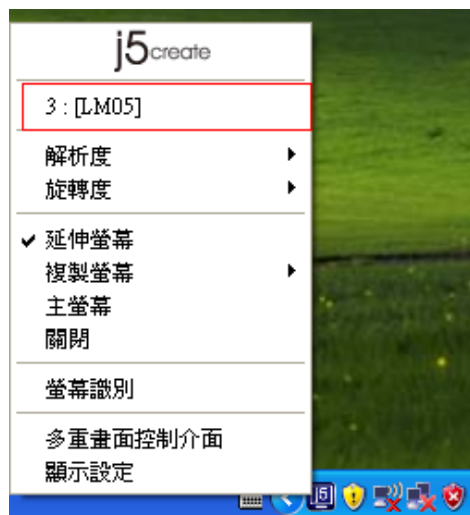 j5create
3 : [LM05]
解析度
旋轉度
延伸螢幕
複製螢幕
主螢幕
關閉
螢幕識別
多重畫面控制介面
顯示設定
j5